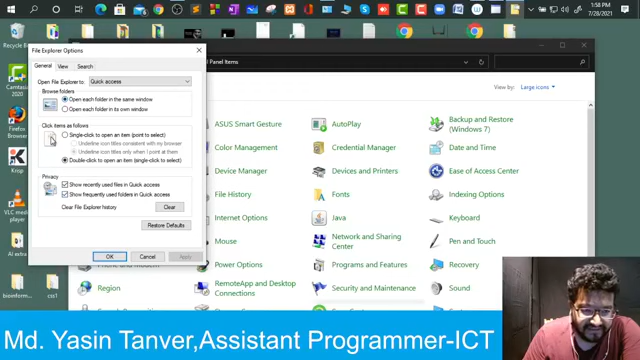 1:58 PM
7/28/2021
File Explorer Options
General View Search
Open File Explorer to: Quick access
Browse folders
Open each folder in the same window
Open each folder in its own window
Click items as follows
Single-click to open an item (point to select)
Underline icon titles consistent with my browser
Underline icon titles only when I point at them
Double-click to open an item (single-click to select)
Privacy
Show recently used files in Quick access
Show frequently used folders in Quick access
Clear File Explorer history
Clear
Restore Defaults
OK Cancel Apply
Panel Items
View by: Large icons
ASUS Smart Gesture
AutoPlay
Backup and Restore
(Windows 7)
Color Management
Credential Manager
Date and Time
Device Manager
Devices and Printers
Ease of Access Center
File History
Fonts
Indexing Options
Internet Options
Java
Keyboard
Mouse
Network and Sharing
Center
Pen and Touch
Power Options
Programs and Features
Recovery
Region
RemoteApp and Desktop
Connections
Security and Maintenance
Sound
Recycle Bin
Camtasia
2020
Firefox
Krisp
VLC media
player
AI extra
css1
Md. Yasin Tanver,Assistant Programmer-ICT